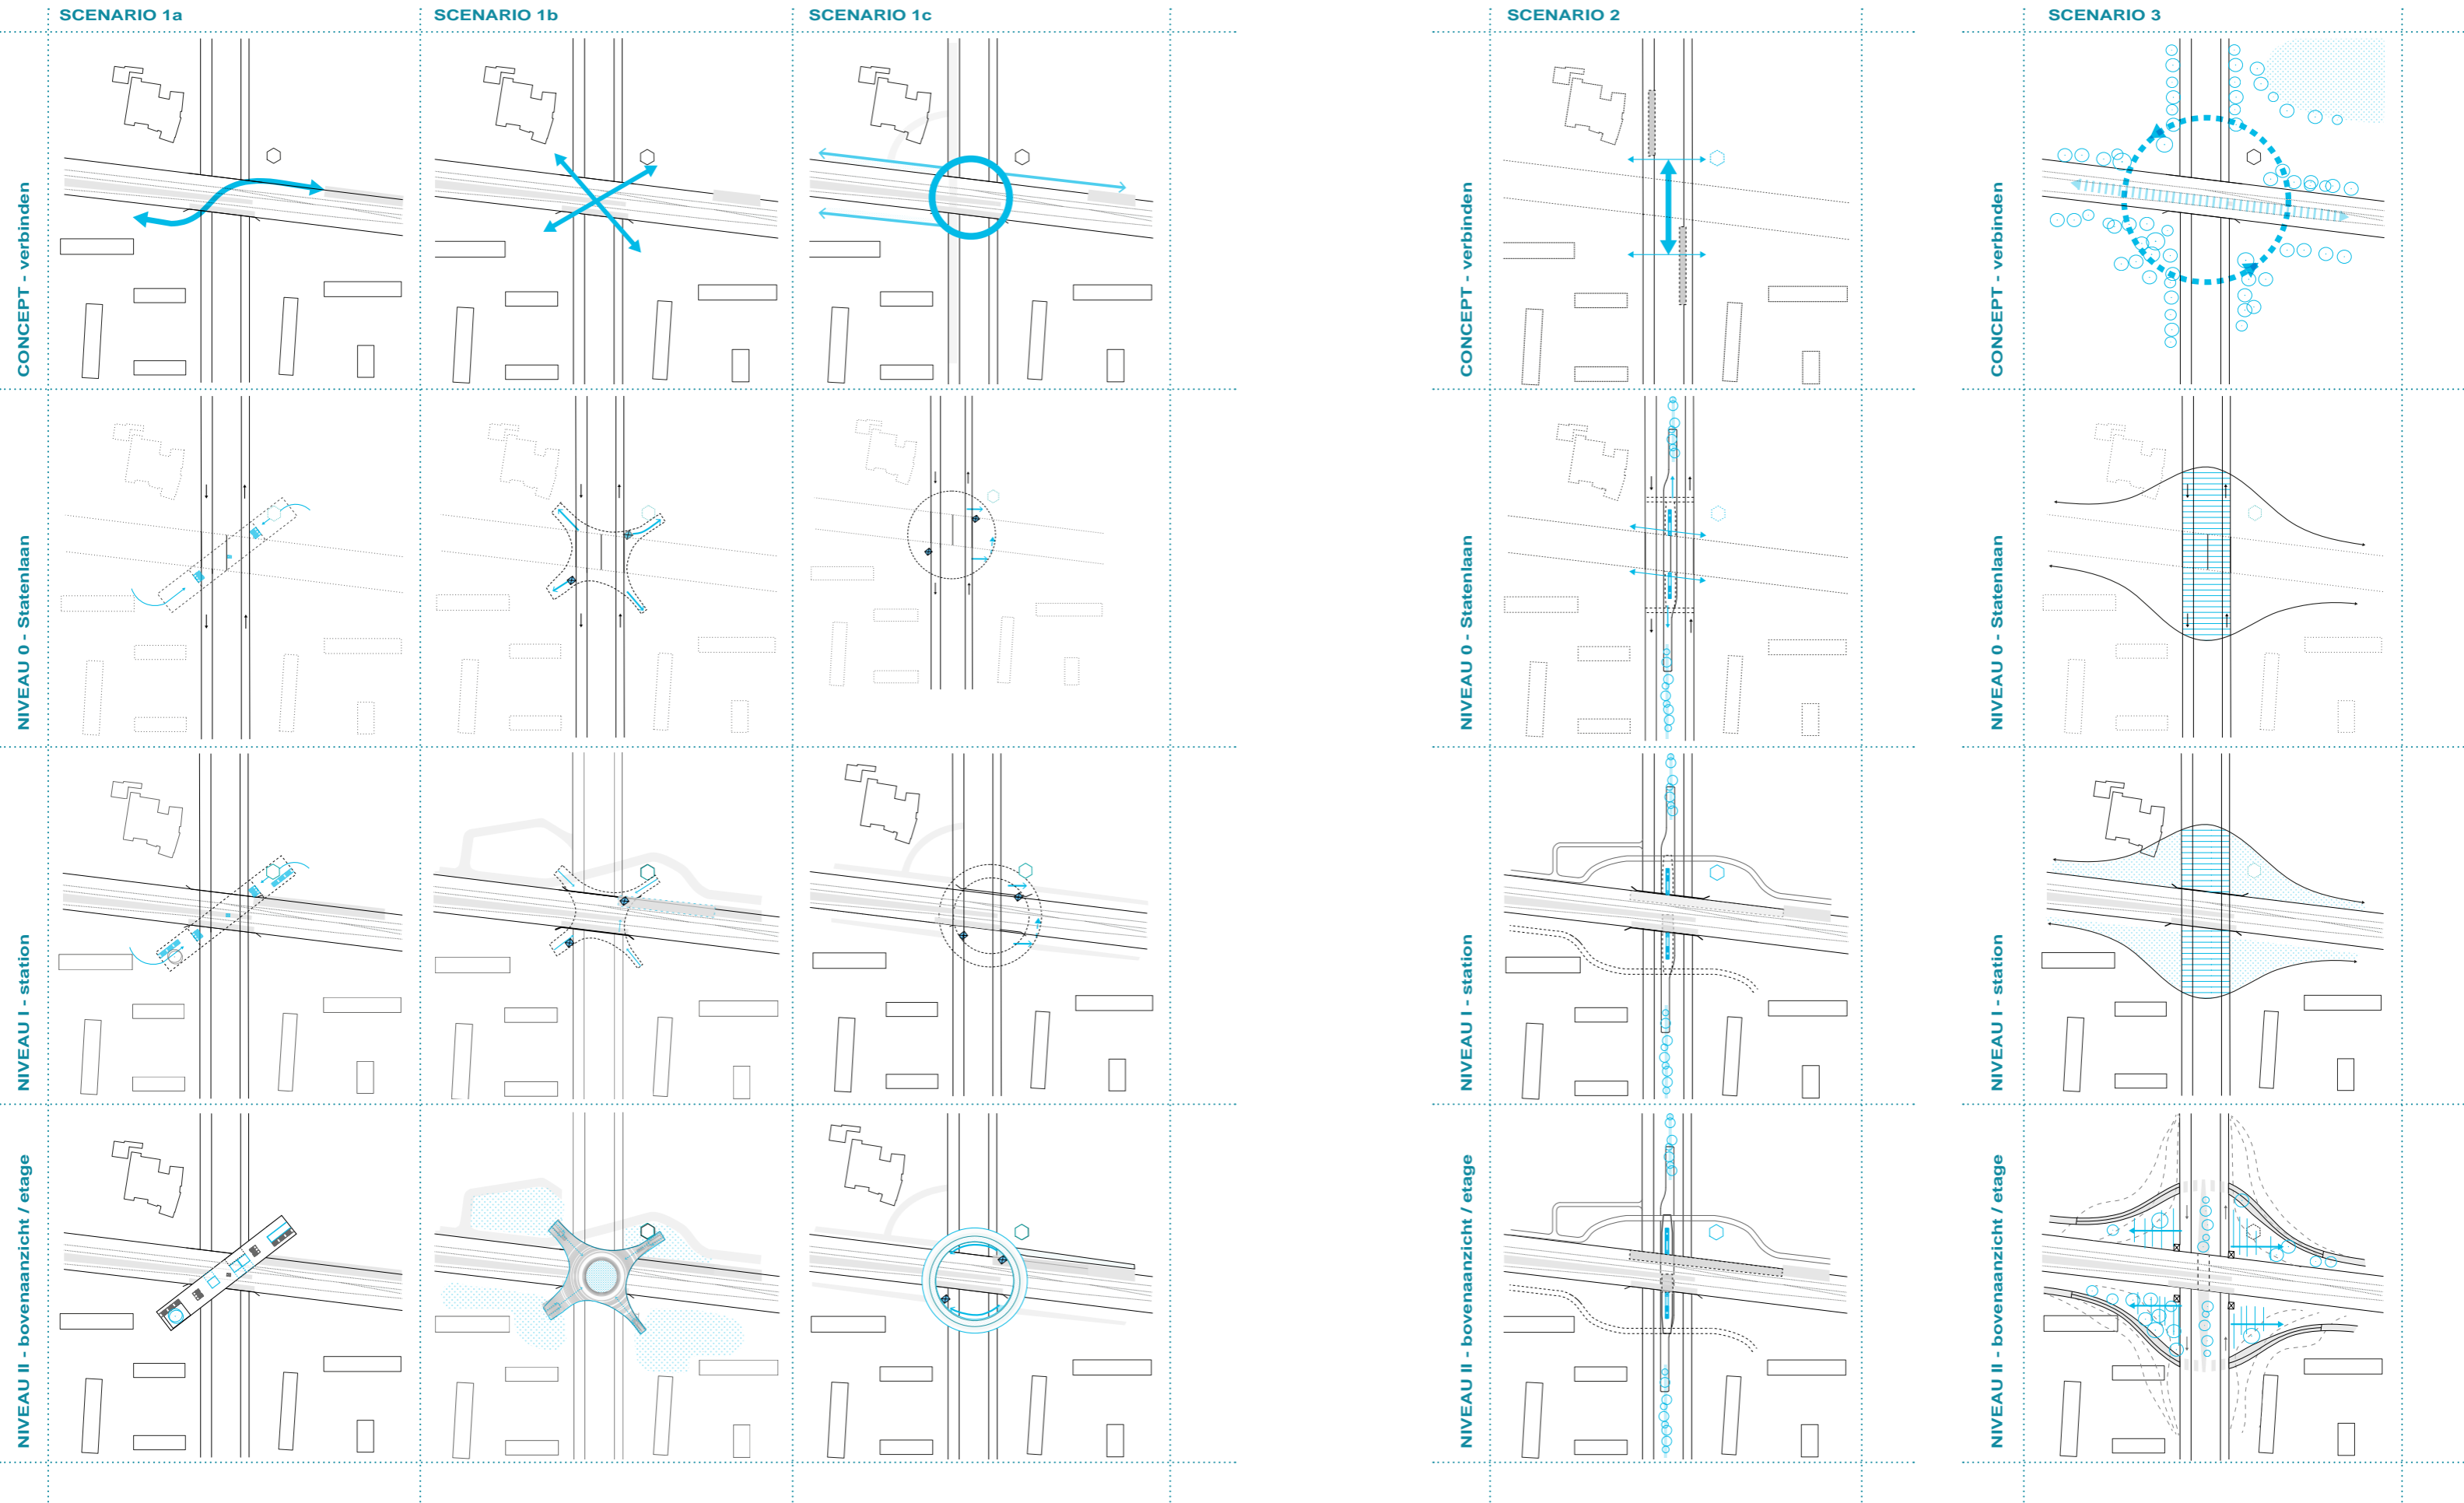 SCENARIO 1a
SCENARIO 1b
SCENARIO 1c
SCENARIO 2
SCENARIO 3
CONCEPT - verbinden
CONCEPT - verbinden
CONCEPT - verbinden
NIVEAU 0 - Statenlaan
NIVEAU 0 - Statenlaan
NIVEAU 0 - Statenlaan
NIVEAU I - station
NIVEAU I - station
NIVEAU I - station
NIVEAU II - bovenaanzicht / etage
NIVEAU II - bovenaanzicht / etage
NIVEAU II - bovenaanzicht / etage